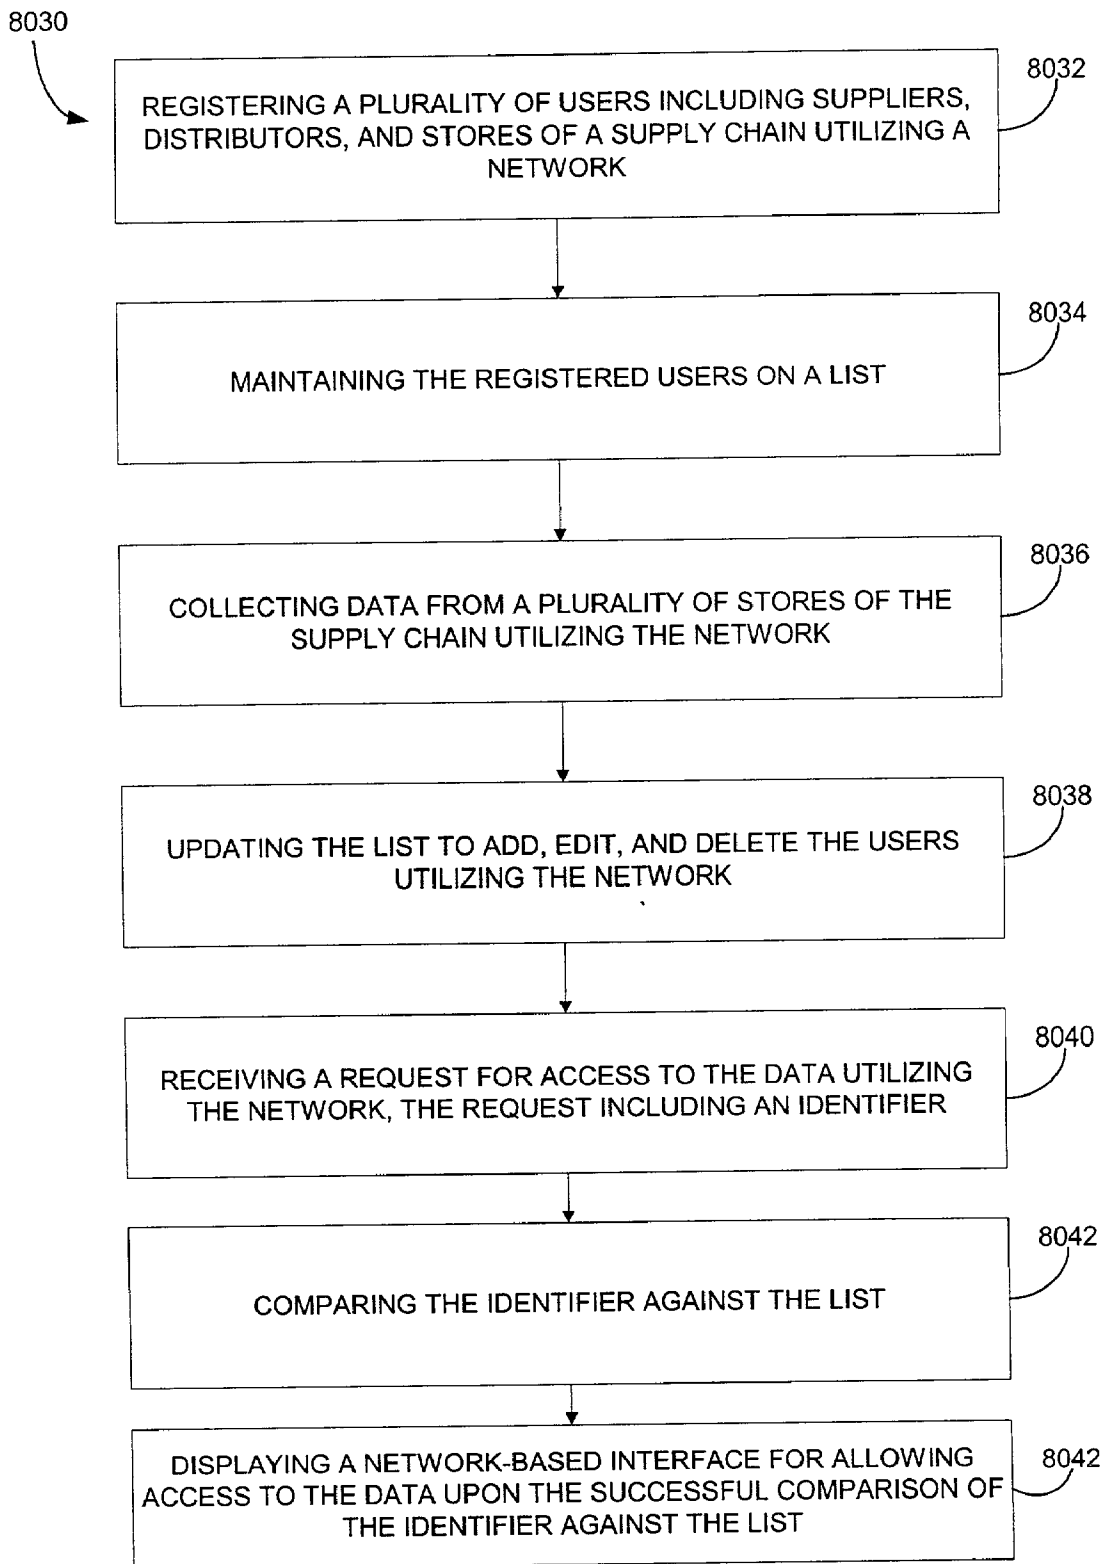 8030
8032
REGISTERING A PLURALITY OF USERS INCLUDING SUPPLIERS,
DISTRIBUTORS, AND STORES OF A SUPPLY CHAIN UTILIZING A
NETWORK
8034
MAINTAINING THE REGISTERED USERS ON A LIST
8036
COLLECTING DATA FROM A PLURALITY OF STORES OF THE
SUPPLY CHAIN UTILIZING THE NETWORK
8038
UPDATING THE LIST TO ADD, EDIT, AND DELETE THE USERS
UTILIZING THE NETWORK
8040
RECEIVING A REQUEST FOR ACCESS TO THE DATA UTILIZING
THE NETWORK, THE REQUEST INCLUDING AN IDENTIFIER
8042
COMPARING THE IDENTIFIER AGAINST THE LIST
8042
DISPLAYING A NETWORK-BASED INTERFACE FOR ALLOWING
ACCESS TO THE DATA UPON THE SUCCESSFUL COMPARISON OF
THE IDENTIFIER AGAINST THE LIST